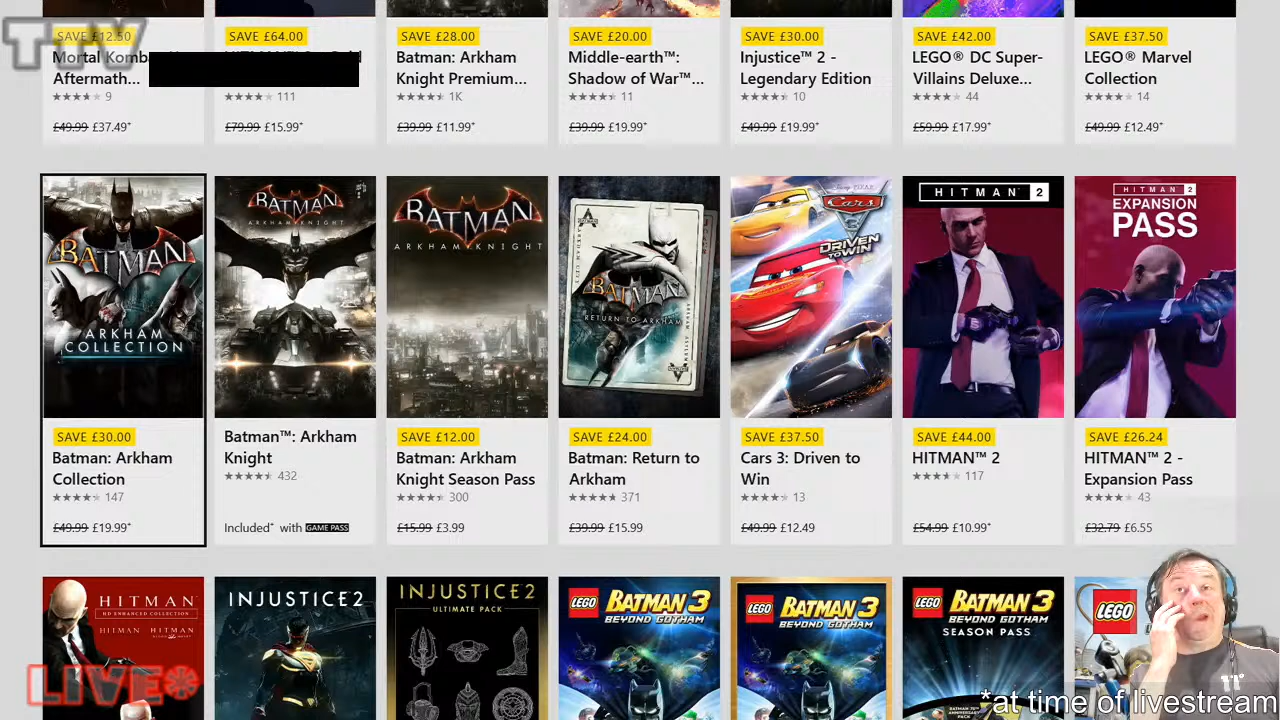 TTV
SAVE £12.50
Mortal Komba
Aftermath...
9
£49.99 £37.49*
SAVE £64.00
111
£79.99 £15.99*
SAVE £28.00
Batman: Arkham
Knight Premium...
1K
£39.99 £11.99*
SAVE £20.00
Middle-earth™:
Shadow of War™...
11
£39.99 £19.99*
SAVE £30.00
Injustice™ 2 -
Legendary Edition
10
£49.99 £19.99*
SAVE £42.00
LEGO® DC Super-
Villains Deluxe...
44
£59.99 £17.99*
SAVE £37.50
LEGO® Marvel
Collection
14
£49.99 £12.49*
BATMAN
ARKHAM
COLLECTION
SAVE £30.00
Batman: Arkham
Collection
147
£49.99 £19.99*
BATMAN
ARKHAM KNIGHT
Batman™: Arkham
Knight
432
Included* with GAME PASS
BATMAN
ARKHAM KNIGHT
SAVE £12.00
Batman: Arkham
Knight Season Pass
300
£15.99 £3.99
BATMAN
RETURN TO ARKHAM
SAVE £24.00
Batman: Return to
Arkham
371
£39.99 £15.99
Disney PIXAR
Cars
3
DRIVEN
TO WIN
SAVE £37.50
Cars 3: Driven to
Win
13
£49.99 £12.49
HITMAN™ 2
SAVE £44.00
HITMAN™ 2
117
£54.99 £10.99*
HITMAN 2
EXPANSION
PASS
SAVE £26.24
HITMAN™ 2 -
Expansion Pass
43
£32.79 £6.55
HITMAN
HD ENHANCED COLLECTION
HITMAN HITMAN
INJUSTICE 2
INJUSTICE 2
ULTIMATE PACK
LEGO BATMAN 3
BEYOND GOTHAM
LEGO BATMAN 3
BEYOND GOTHAM
LEGO BATMAN 3
BEYOND GOTHAM
SEASON PASS
LEGO
LIVE*
*at time of livestream